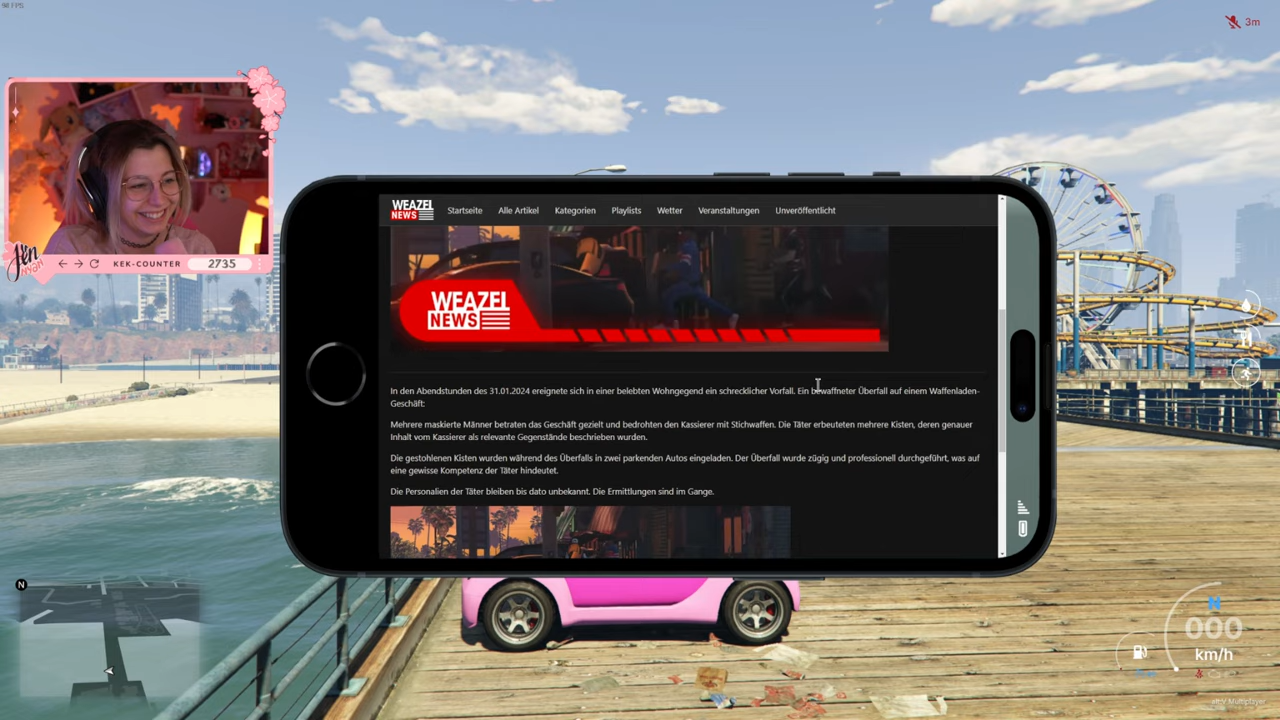 98 FPS
3m
WEAZEL
NEWS
Startseite Alle Artikel Kategorien Playlists Wetter Veranstaltungen Unveröffentlicht
WEAZEL
NEWS
Jen
nyan
KEK-COUNTER 2735
In den Abendstunden des 31.01.2024 ereignete sich in einer belebten Wohngegend ein schrecklicher Vorfall. Ein bewaffneter Überfall auf einem Waffenladen-
Geschäft:
Mehrere maskierte Männer betraten das Geschäft gezielt und bedrohten den Kassierer mit Stichwaffen. Die Täter erbeuteten mehrere Kisten, deren genauer
Inhalt vom Kassierer als relevante Gegenstände beschrieben wurden.
Die gestohlenen Kisten wurden während des Überfalls in zwei parkenden Autos eingeladen. Der Überfall wurde zügig und professionell durchgeführt, was auf
eine gewisse Kompetenz der Täter hindeutet.
Die Personalien der Täter bleiben bis dato unbekannt. Die Ermittlungen sind im Gange.
N
N
000
km/h
Multiplayer